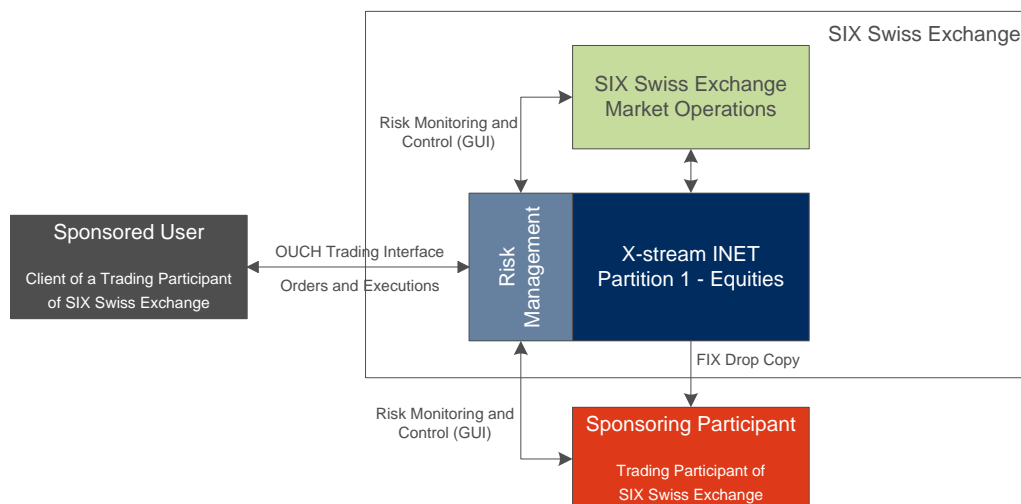 SIX Swiss Exchange
SIX Swiss Exchange
Market Operations
Risk Monitoring and
Control (GUI)
Sponsored User
Client of a Trading Participant
of SIX Swiss Exchange
OUCH Trading Interface
Orders and Executions
Risk
Management
X-stream INET
Partition 1 - Equities
FIX Drop Copy
Risk Monitoring and
Control (GUI)
Sponsoring Participant
Trading Participant of
SIX Swiss Exchange